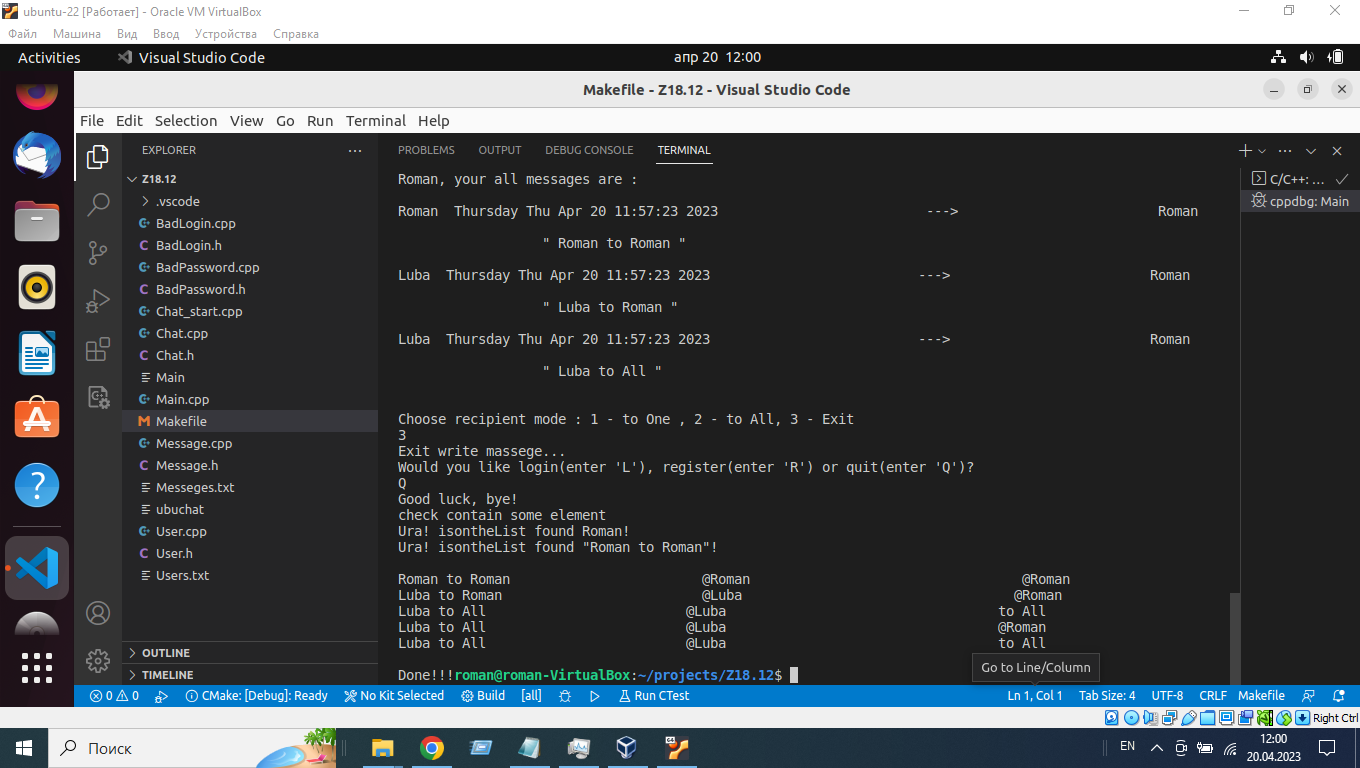 ubuntu-22 [Работает] - Oracle VM VirtualBox
Файл Машина Вид Ввод Устройства Справка
Activities Visual Studio Code апр 20 12:00
Makefile - Z18.12 - Visual Studio Code
File Edit Selection View Go Run Terminal Help
EXPLORER ...
Z18.12
.vscode
BadLogin.cpp
BadLogin.h
BadPassword.cpp
BadPassword.h
Chat_start.cpp
Chat.cpp
Chat.h
Main
Main.cpp
Makefile
Message.cpp
Message.h
Messeges.txt
ubuchat
User.cpp
User.h
Users.txt
OUTLINE
TIMELINE
PROBLEMS OUTPUT DEBUG CONSOLE TERMINAL
C/C++: ...
cppdbg: Main
Roman, your all messages are :
Roman Thursday Thu Apr 20 11:57:23 2023 ---> Roman
" Roman to Roman "
Luba Thursday Thu Apr 20 11:57:23 2023 ---> Roman
" Luba to Roman "
Luba Thursday Thu Apr 20 11:57:23 2023 ---> Roman
" Luba to All "
Choose recipient mode : 1 - to One , 2 - to All, 3 - Exit
3
Exit write massege...
Would you like login(enter 'L'), register(enter 'R') or quit(enter 'Q')?
Q
Good luck, bye!
check contain some element
Ura! isontheList found Roman!
Ura! isontheList found "Roman to Roman"!
Roman to Roman @Roman @Roman
Luba to Roman @Luba @Roman
Luba to All @Luba to All
Luba to All @Luba @Roman
Luba to All @Luba to All
Go to Line/Column
Done!!!roman@roman-VirtualBox:~/projects/Z18.12$
0 0 CMake: [Debug]: Ready No Kit Selected Build [all] Run CTest Ln 1, Col 1 Tab Size: 4 UTF-8 CRLF Makefile
Right Ctrl
Поиск
EN
12:00
20.04.2023